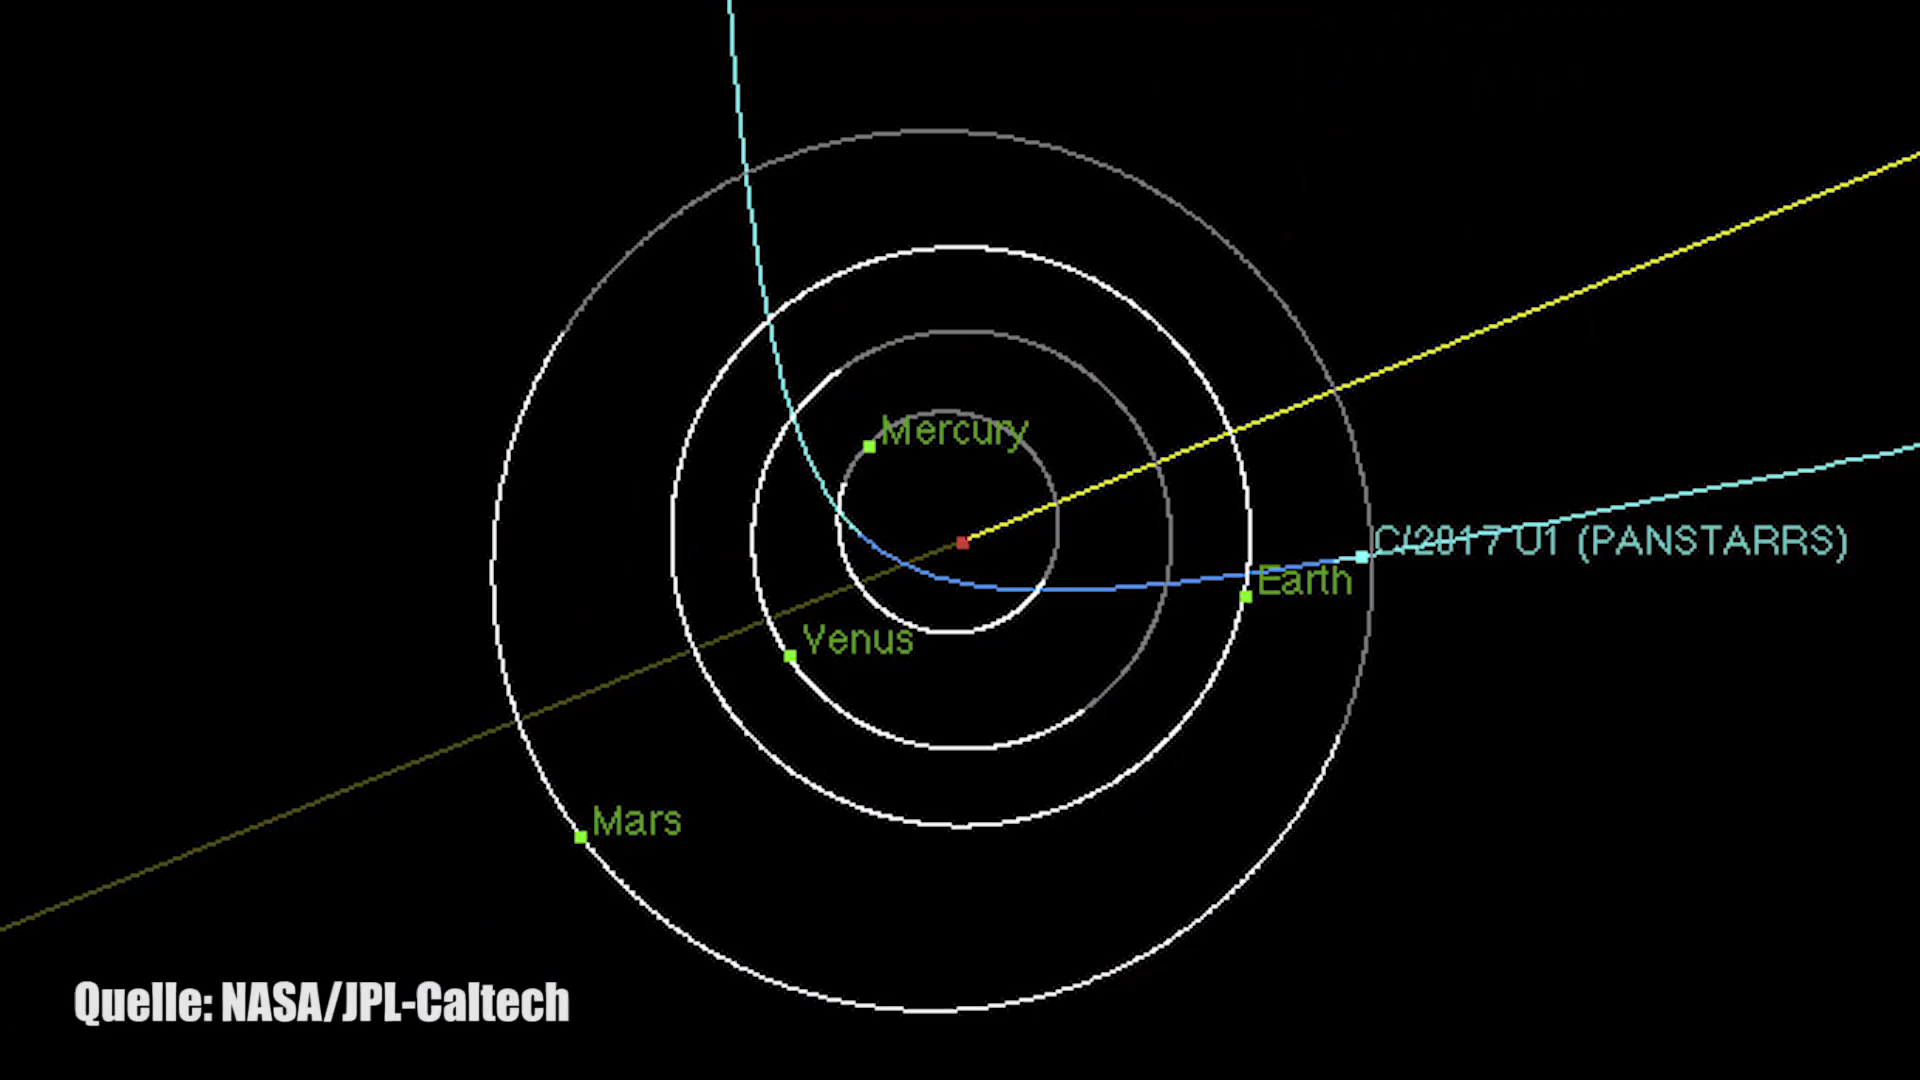 Mercury
C/2017 U1 (PANSTARRS)
Earth
Venus
Mars
Quelle: NASA/JPL-Caltech